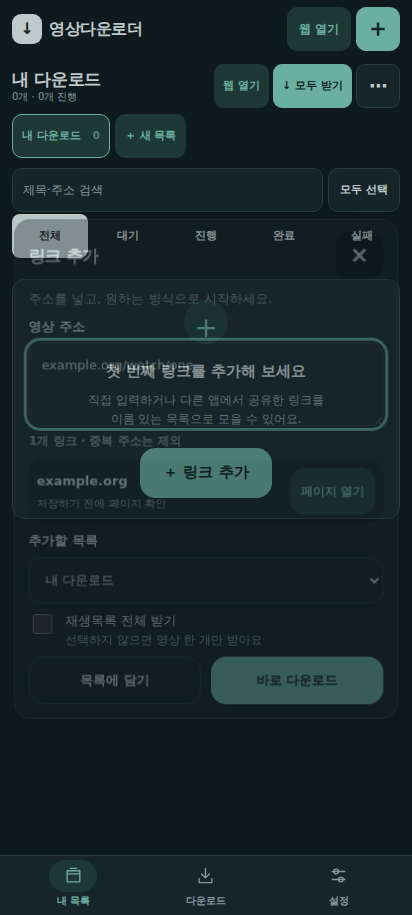 ↓ 영상다운로더
웹 열기
+
내 다운로드
0개 · 0개 진행
웹 열기
↓ 모두 받기
⋯
내 다운로드 0
+ 새 목록
제목·주소 검색
모두 선택
전체
대기
진행
완료
실패
링크 추가
×
주소를 넣고, 원하는 방식으로 시작하세요.
+
영상 주소
example.org/watch/one
첫 번째 링크를 추가해 보세요
직접 입력하거나 다른 앱에서 공유한 링크를
이름 있는 목록으로 모을 수 있어요.
1개 링크 · 중복 주소는 제외
+ 링크 추가
example.org
저장하기 전에 페이지 확인
페이지 열기
추가할 목록
내 다운로드
재생목록 전체 받기
선택하지 않으면 영상 한 개만 받아요
목록에 담기
바로 다운로드
내 목록
다운로드
설정